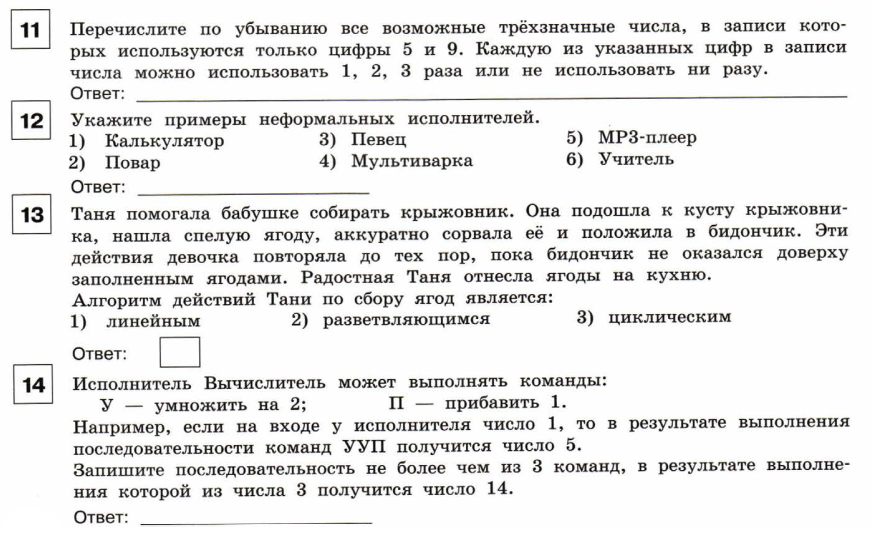 11 Перечислите по убыванию все возможные трёхзначные числа, в записи кото-
рых используются только цифры 5 и 9. Каждую из указанных цифр в записи
числа можно использовать 1, 2, 3 раза или не использовать ни разу.
Ответ:
12 Укажите примеры неформальных исполнителей.
1) Калькулятор 3) Певец 5) МР3-плеер
2) Повар 4) Мультиварка 6) Учитель
Ответ:
13 Таня помогала бабушке собирать крыжовник. Она подошла к кусту крыжовни-
ка, нашла спелую ягоду, аккуратно сорвала её и положила в бидончик. Эти
действия девочка повторяла до тех пор, пока бидончик не оказался доверху
заполненным ягодами. Радостная Таня отнесла ягоды на кухню.
Алгоритм действий Тани по сбору ягод является:
1) линейным 2) разветвляющимся 3) циклическим
Ответ:
14 Исполнитель Вычислитель может выполнять команды:
У — умножить на 2; П — прибавить 1.
Например, если на входе у исполнителя число 1, то в результате выполнения
последовательности команд УУП получится число 5.
Запишите последовательность не более чем из 3 команд, в результате выполне-
ния которой из числа 3 получится число 14.
Ответ: